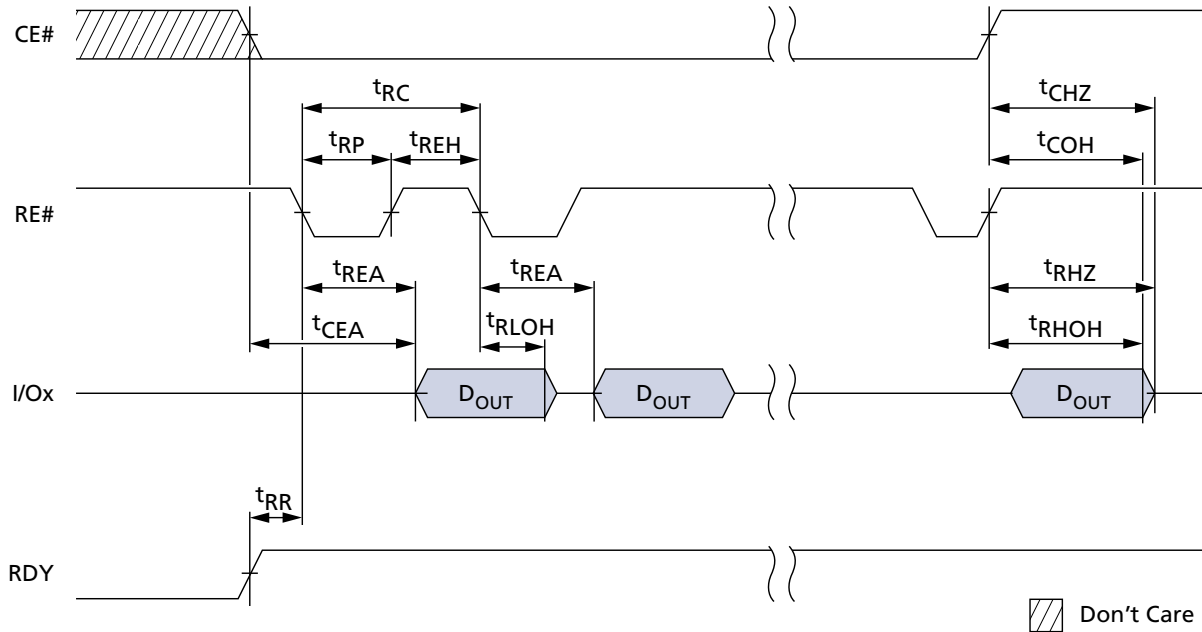 CE#
tRC
tCHZ
tRP
tREH
tCOH
RE#
tREA
tREA
tRHZ
tCEA
tRLOH
tRHOH
I/Ox
DOUT
DOUT
DOUT
tRR
RDY
Don't Care